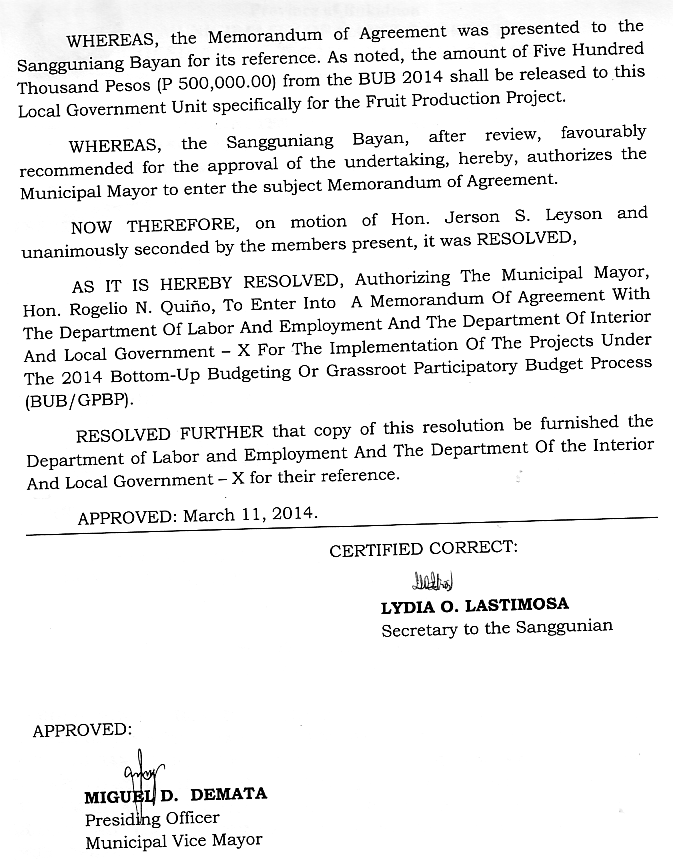 WHEREAS, the Memorandum of Agreement was presented to the
Sangguniang Bayan for its reference. As noted, the amount of Five Hundred
Thousand Pesos (P 500,000.00) from the BUB 2014 shall be released to this
Local Government Unit specifically for the Fruit Production Project.
WHEREAS, the Sangguniang Bayan, after review, favourably
recommended for the approval of the undertaking, hereby, authorizes the
Municipal Mayor to enter the subject Memorandum of Agreement.
NOW THEREFORE, on motion of Hon. Jerson S. Leyson and
unanimously seconded by the members present, it was RESOLVED,
AS IT IS HEREBY RESOLVED, Authorizing The Municipal Mayor,
Hon. Rogelio N. Quiño, To Enter Into A Memorandum Of Agreement With
The Department Of Labor And Employment And The Department Of Interior
And Local Government – X For The Implementation Of The Projects Under
The 2014 Bottom-Up Budgeting Or Grassroot Participatory Budget Process
(BUB/GPBP).
RESOLVED FURTHER that copy of this resolution be furnished the
Department of Labor and Employment And The Department Of the Interior
And Local Government – X for their reference.
APPROVED: March 11, 2014.
CERTIFIED CORRECT:
LYDIA O. LASTIMOSA
Secretary to the Sanggunian
APPROVED:
MIGUEL D. DEMATA
Presiding Officer
Municipal Vice Mayor